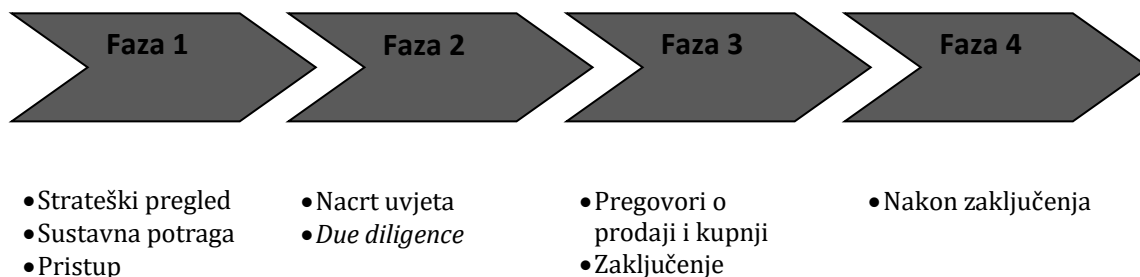 Faza 1
Faza 2
Faza 3
Faza 4
•Strateški pregled
•Sustavna potraga
•Pristup
•Nacrt uvjeta
•Due diligence
•Pregovori o
prodaji i kupnji
•Zaključenje
•Nakon zaključenja